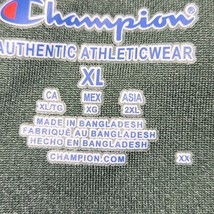 Champion
AUTHENTIC ATHLETICWEAR
XL
CA MEX ASIA
XL/TG XG 2XL
MADE IN BANGLADESH
FABRIQUÉ AU BANGLADESH
HECHO EN BANGLADESH
CHAMPION.COM XX